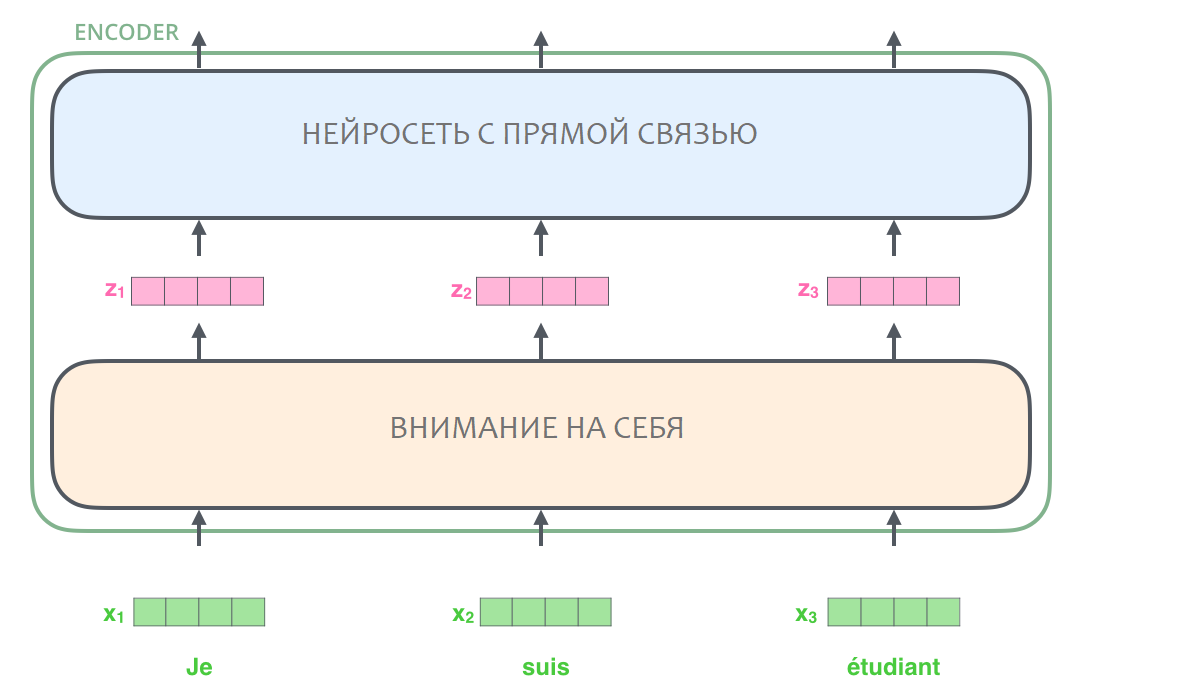 ENCODER
НЕЙРОСЕТЬ С ПРЯМОЙ СВЯЗЬЮ
z₁ z₂ z₃
ВНИМАНИЕ НА СЕБЯ
x₁ x₂ x₃
Je suis étudiant